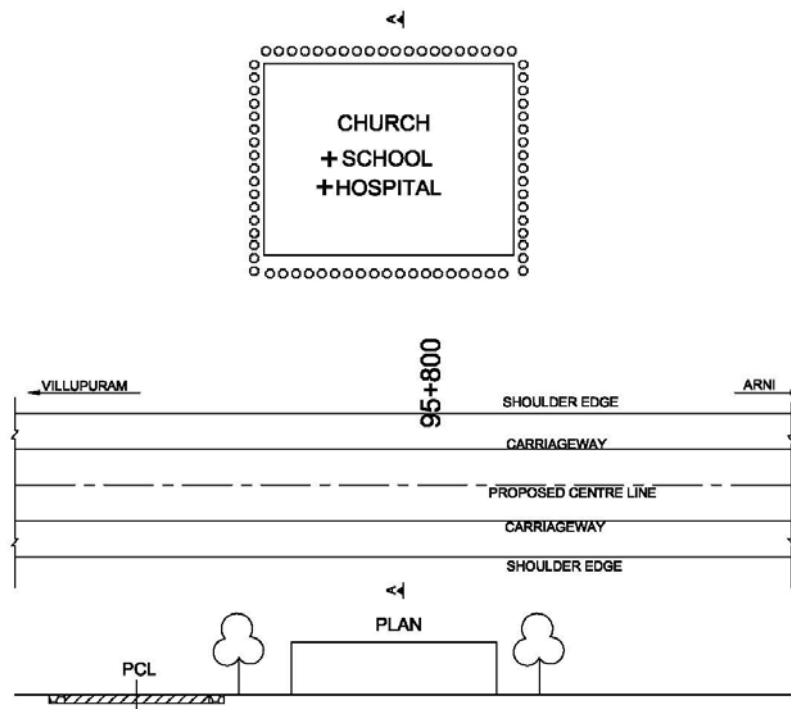 A
CHURCH
+SCHOOL
+HOSPITAL
95+800
VILLUPURAM
ARNI
SHOULDER EDGE
CARRIAGEWAY
PROPOSED CENTRE LINE
CARRIAGEWAY
SHOULDER EDGE
A
PLAN
PCL